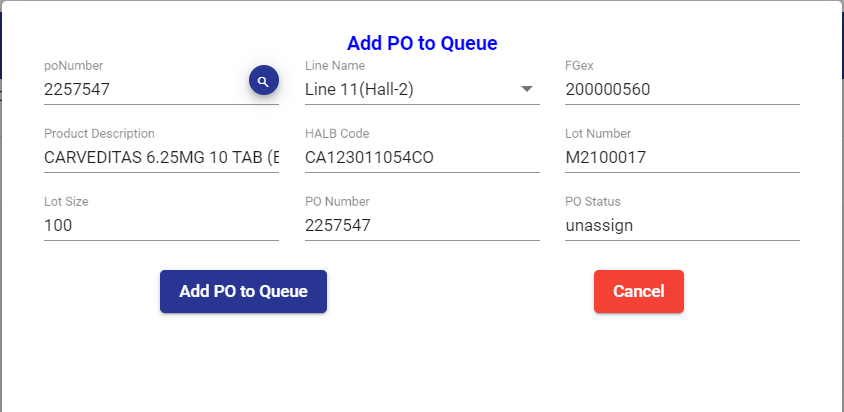 Add PO to Queue
poNumber
2257547
Line Name
Line 11(Hall-2)
FGex
200000560
Product Description
CARVEDITAS 6.25MG 10 TAB (
HALB Code
CA123011054CO
Lot Number
M2100017
Lot Size
100
PO Number
2257547
PO Status
unassign
Add PO to Queue
Cancel